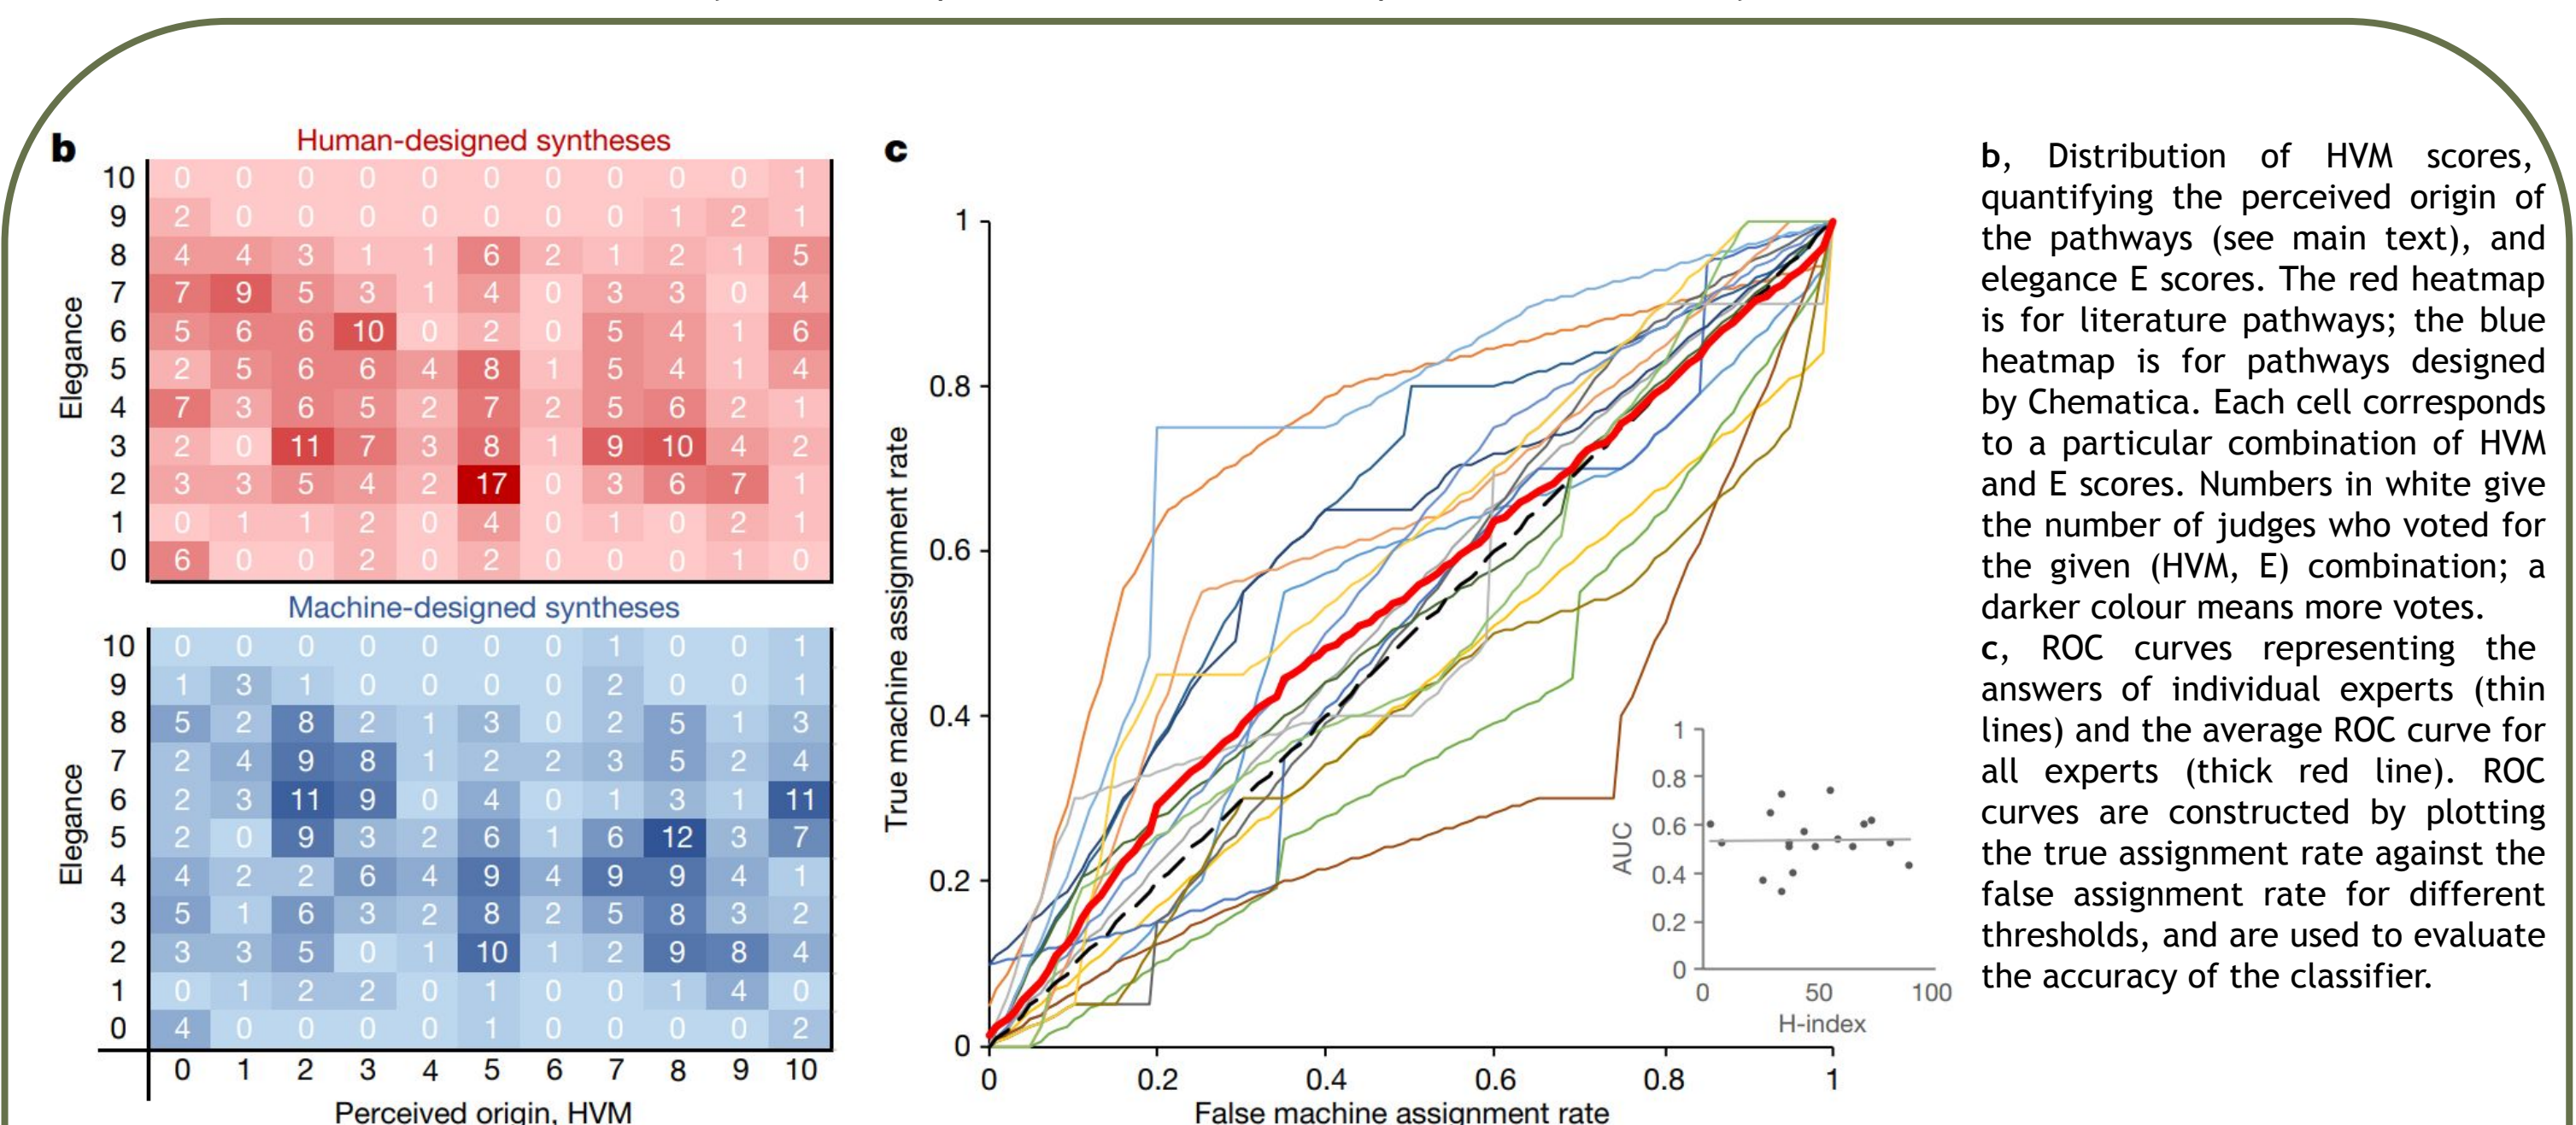 b
Human-designed syntheses
10 0 0 0 0 0 0 0 0 0 0 1
9 2 0 0 0 0 0 0 0 1 2 1
8 4 4 3 1 1 6 2 1 2 1 5
7 7 9 5 3 1 4 0 3 3 0 4
6 5 6 6 10 0 2 0 5 4 1 6
5 2 5 6 6 4 8 1 5 4 1 4
4 7 3 6 5 2 7 2 5 6 2 1
3 2 0 11 7 3 8 1 9 10 4 2
2 3 3 5 4 2 17 0 3 6 7 1
1 0 1 1 2 0 4 0 1 0 2 1
0 6 0 0 2 0 2 0 0 0 1 0
Elegance
Machine-designed syntheses
10 0 0 0 0 0 0 0 1 0 0 1
9 1 3 1 0 0 0 0 2 0 0 1
8 5 2 8 2 1 3 0 2 5 1 3
7 2 4 9 8 1 2 2 3 5 2 4
6 2 3 11 9 0 4 0 1 3 1 11
5 2 0 9 3 2 6 1 6 12 3 7
4 4 2 2 6 4 9 4 9 9 4 1
3 5 1 6 3 2 8 2 5 8 3 2
2 3 3 5 0 1 10 1 2 9 8 4
1 0 1 2 2 0 1 0 0 1 4 0
0 4 0 0 0 0 1 0 0 0 0 2
Elegance
0 1 2 3 4 5 6 7 8 9 10
Perceived origin, HVM
c
True machine assignment rate
1
0.8
0.6
0.4
0.2
0
0 0.2 0.4 0.6 0.8 1
False machine assignment rate
AUC
1
0.8
0.6
0.4
0.2
0
0 50 100
H-index
b, Distribution of HVM scores,
quantifying the perceived origin of
the pathways (see main text), and
elegance E scores. The red heatmap
is for literature pathways; the blue
heatmap is for pathways designed
by Chematica. Each cell corresponds
to a particular combination of HVM
and E scores. Numbers in white give
the number of judges who voted for
the given (HVM, E) combination; a
darker colour means more votes.
c, ROC curves representing the
answers of individual experts (thin
lines) and the average ROC curve for
all experts (thick red line). ROC
curves are constructed by plotting
the true assignment rate against the
false assignment rate for different
thresholds, and are used to evaluate
the accuracy of the classifier.